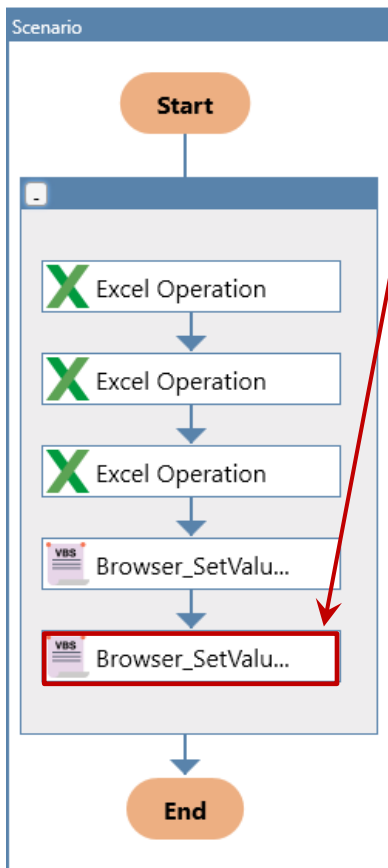 Scenario
Start
-
Excel Operation
Excel Operation
Excel Operation
VBS
Browser_SetValu...
VBS
Browser_SetValu...
End